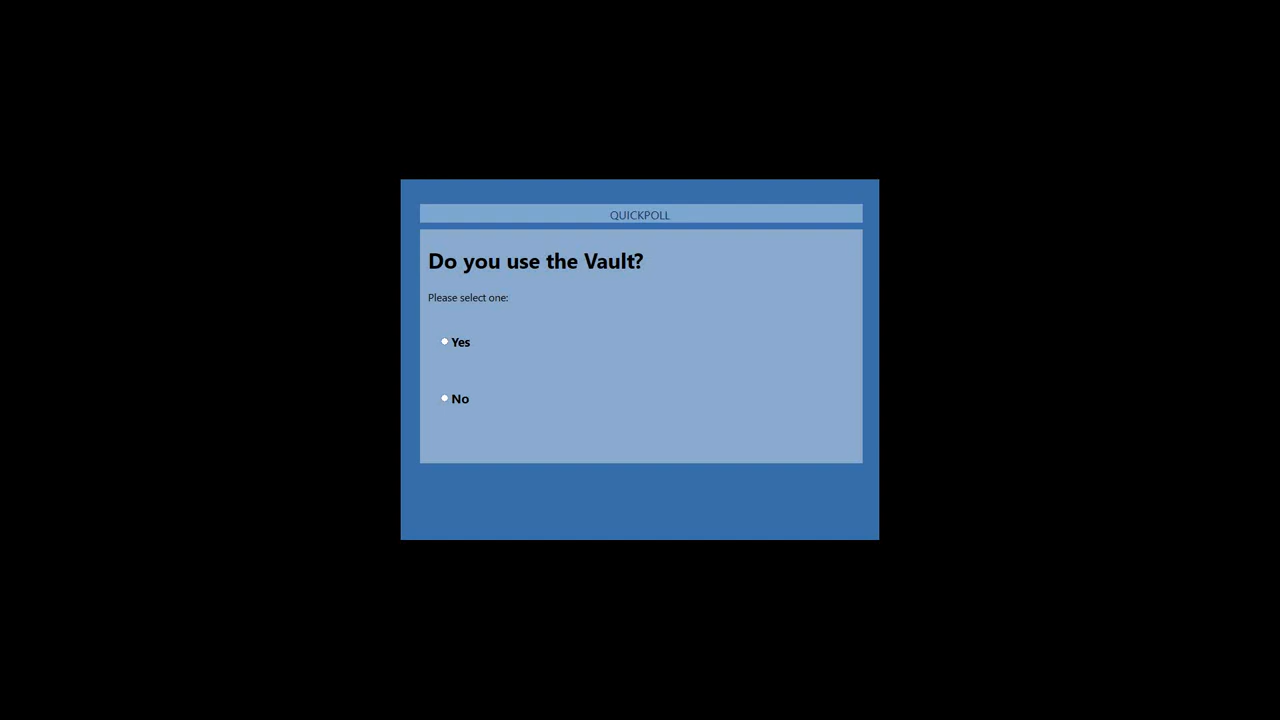 QUICKPOLL
Do you use the Vault?
Please select one:
Yes
No